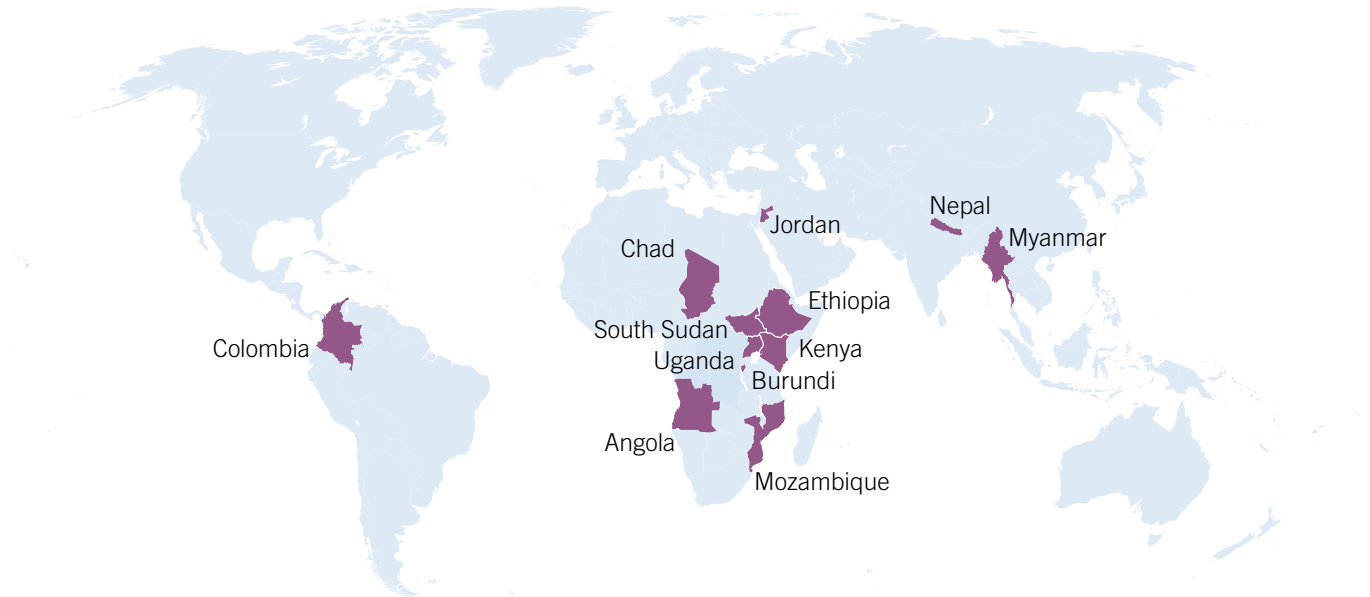 Nepal
Jordan
Myanmar
Chad
Ethiopia
South Sudan
Colombia
Kenya
Uganda
Burundi
Angola
Mozambique